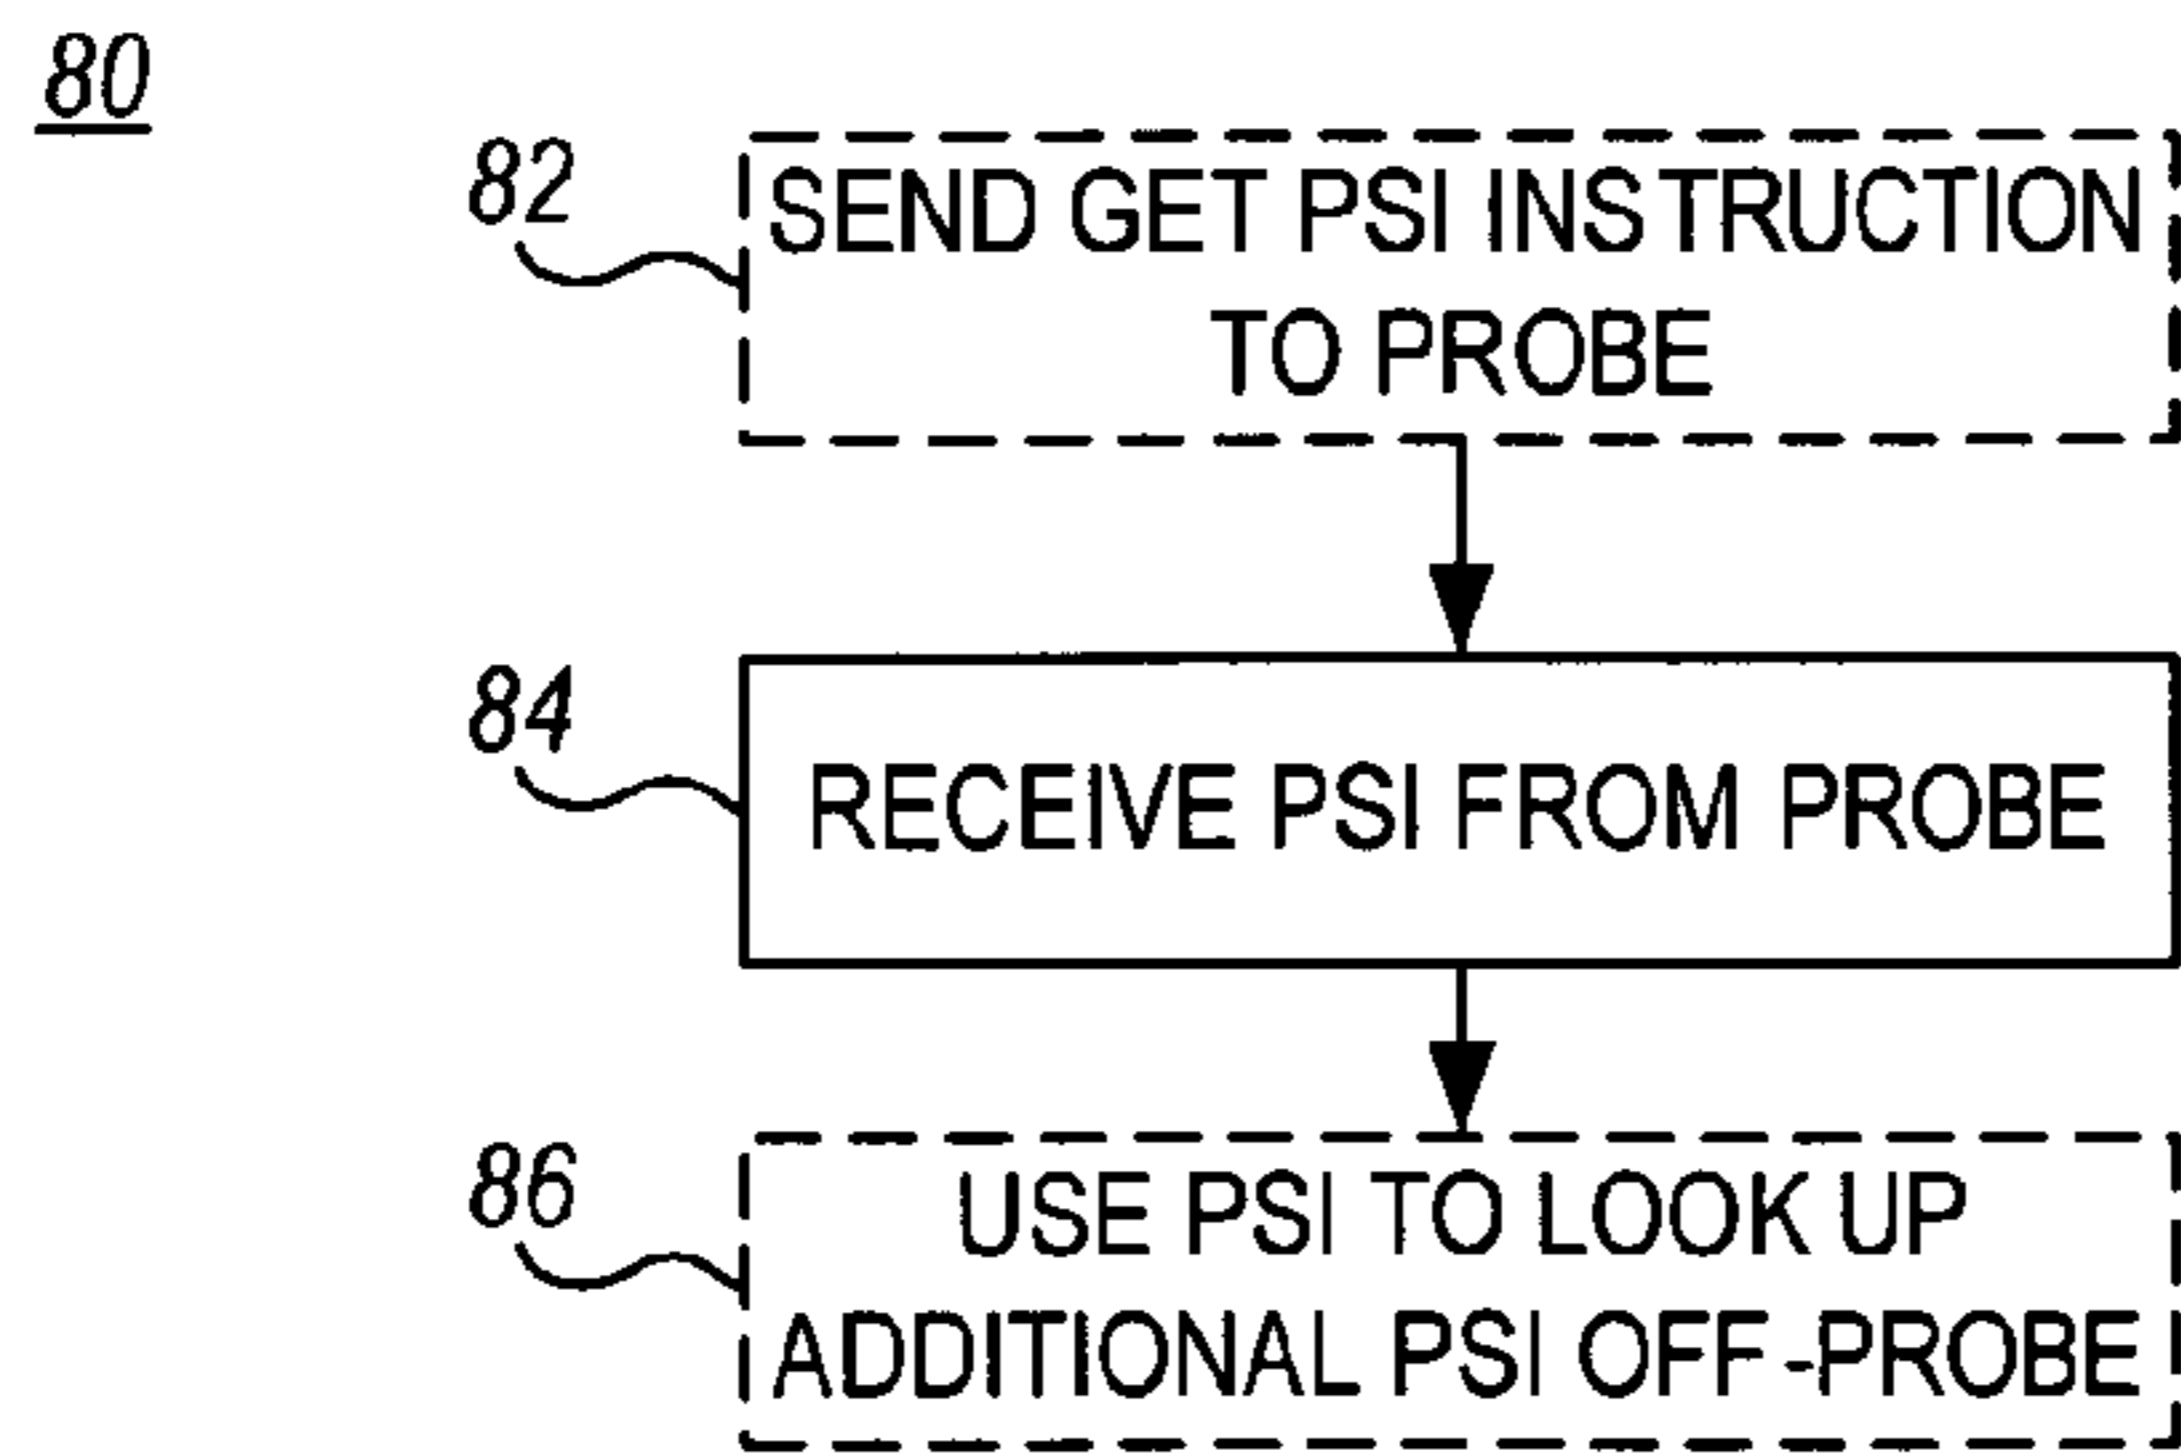 80
82
SEND GET PSI INSTRUCTION
TO PROBE
84
RECEIVE PSI FROM PROBE
86
USE PSI TO LOOK UP
ADDITIONAL PSI OFF-PROBE